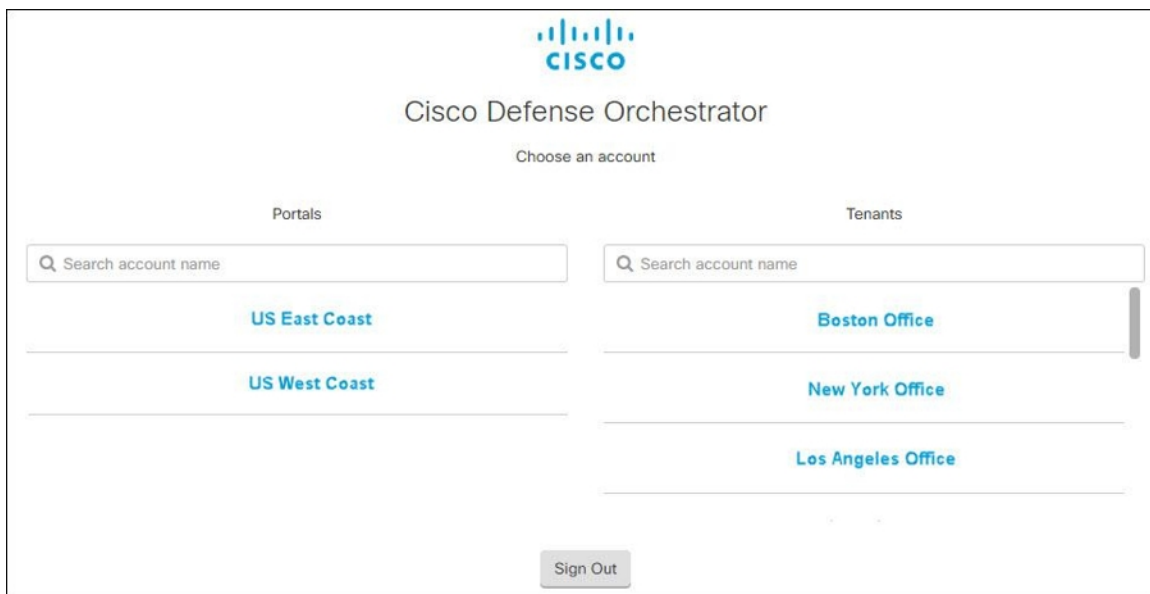 CISCO
Cisco Defense Orchestrator
Choose an account
Portals
Tenants
Search account name
Search account name
US East Coast
Boston Office
US West Coast
New York Office
Los Angeles Office
Sign Out